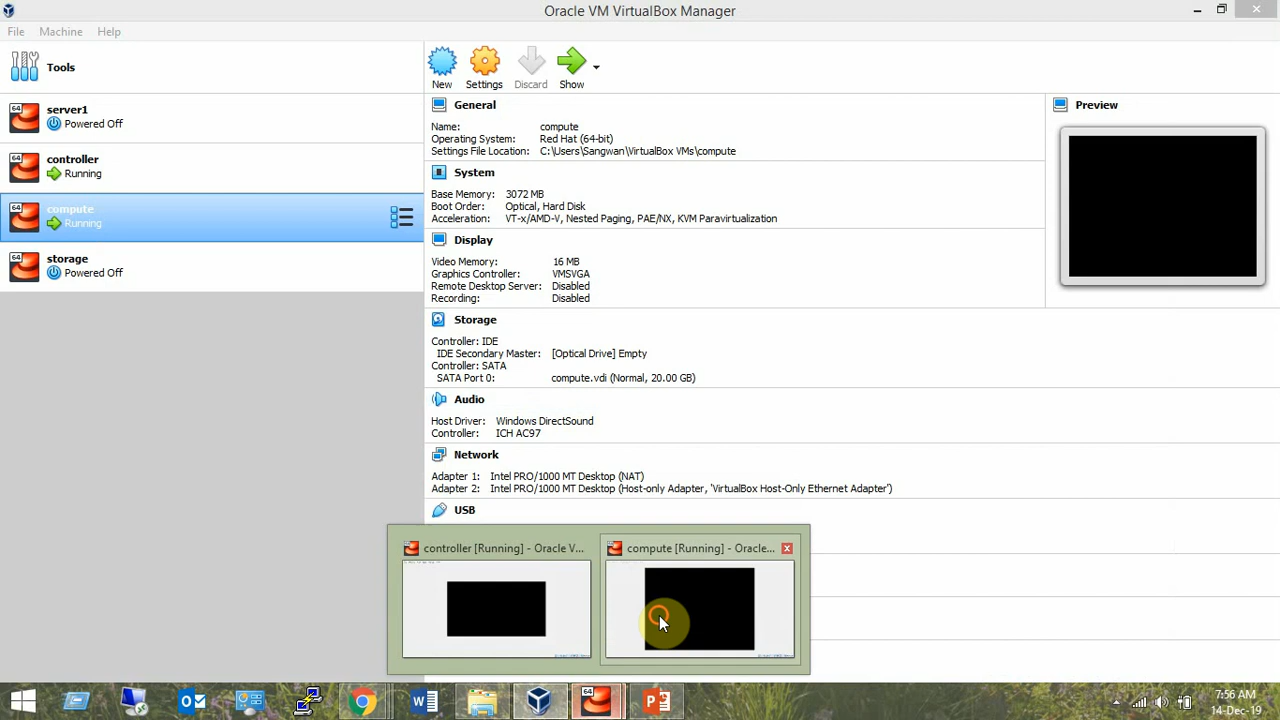 Oracle VM VirtualBox Manager
File Machine Help
Tools
New Settings Discard Show
64 server1
Powered Off
64 controller
Running
64 compute
Running
64 storage
Powered Off
General
Name: compute
Operating System: Red Hat (64-bit)
Settings File Location: C:\Users\Sangwan\VirtualBox VMs\compute
System
Base Memory: 3072 MB
Boot Order: Optical, Hard Disk
Acceleration: VT-x/AMD-V, Nested Paging, PAE/NX, KVM Paravirtualization
Display
Video Memory: 16 MB
Graphics Controller: VMSVGA
Remote Desktop Server: Disabled
Recording: Disabled
Storage
Controller: IDE
IDE Secondary Master: [Optical Drive] Empty
Controller: SATA
SATA Port 0: compute.vdi (Normal, 20.00 GB)
Audio
Host Driver: Windows DirectSound
Controller: ICH AC97
Network
Adapter 1: Intel PRO/1000 MT Desktop (NAT)
Adapter 2: Intel PRO/1000 MT Desktop (Host-only Adapter, 'VirtualBox Host-Only Ethernet Adapter')
USB
Preview
controller [Running] - Oracle V...
compute [Running] - Oracle...
64
7:56 AM
14-Dec-19